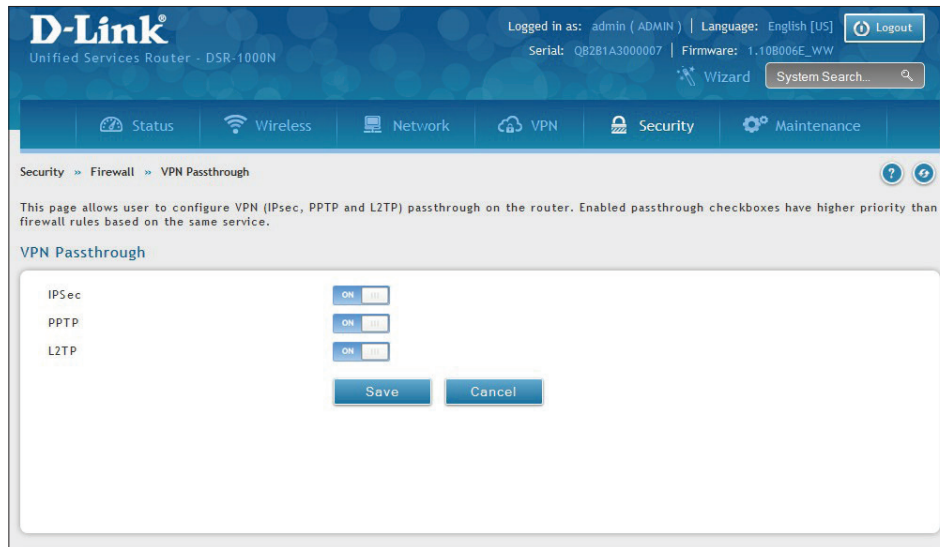 D-Link®
Unified Services Router - DSR-1000N
Logged in as: admin ( ADMIN ) | Language: English [US]
Logout
Serial: QB2B1A3000007 | Firmware: 1.10B006E_WW
Wizard
System Search...
Status
Wireless
Network
VPN
Security
Maintenance
Security » Firewall » VPN Passthrough
?
This page allows user to configure VPN (IPsec, PPTP and L2TP) passthrough on the router. Enabled passthrough checkboxes have higher priority than
firewall rules based on the same service.
VPN Passthrough
IPSec
ON
PPTP
ON
L2TP
ON
Save
Cancel